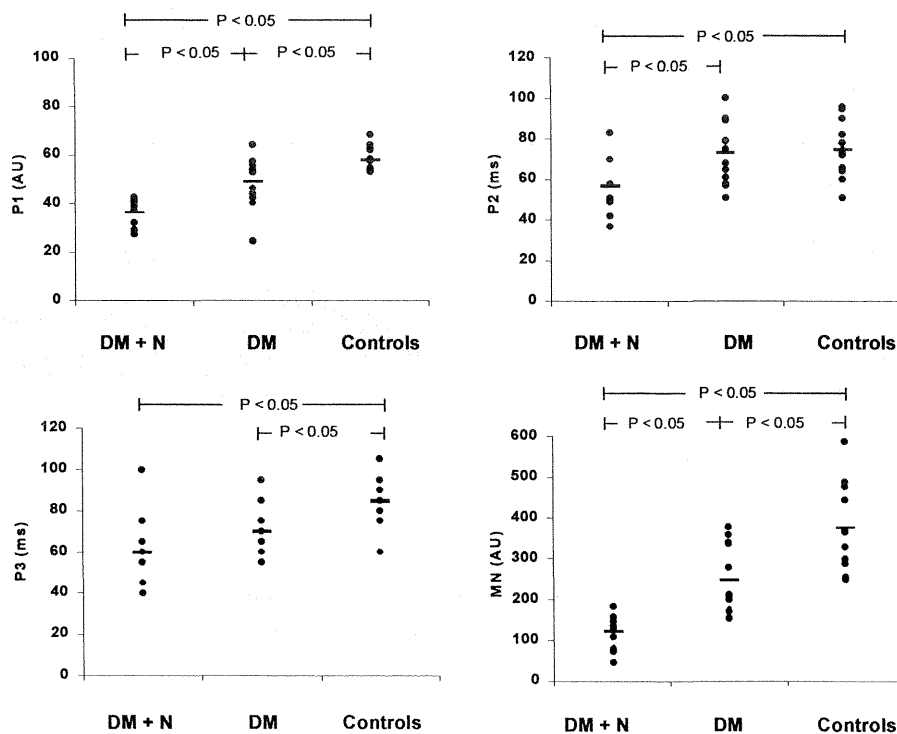 P < 0.05
P < 0.05 P < 0.05
100
80
60
40
20
0
P1 (AU)
DM + N DM Controls
P < 0.05
P < 0.05
120
100
80
60
40
20
0
P2 (ms)
DM + N DM Controls
P < 0.05
P < 0.05
120
100
80
60
40
20
0
P3 (ms)
DM + N DM Controls
P < 0.05
P < 0.05 P < 0.05
600
500
400
300
200
100
0
MN (AU)
DM + N DM Controls